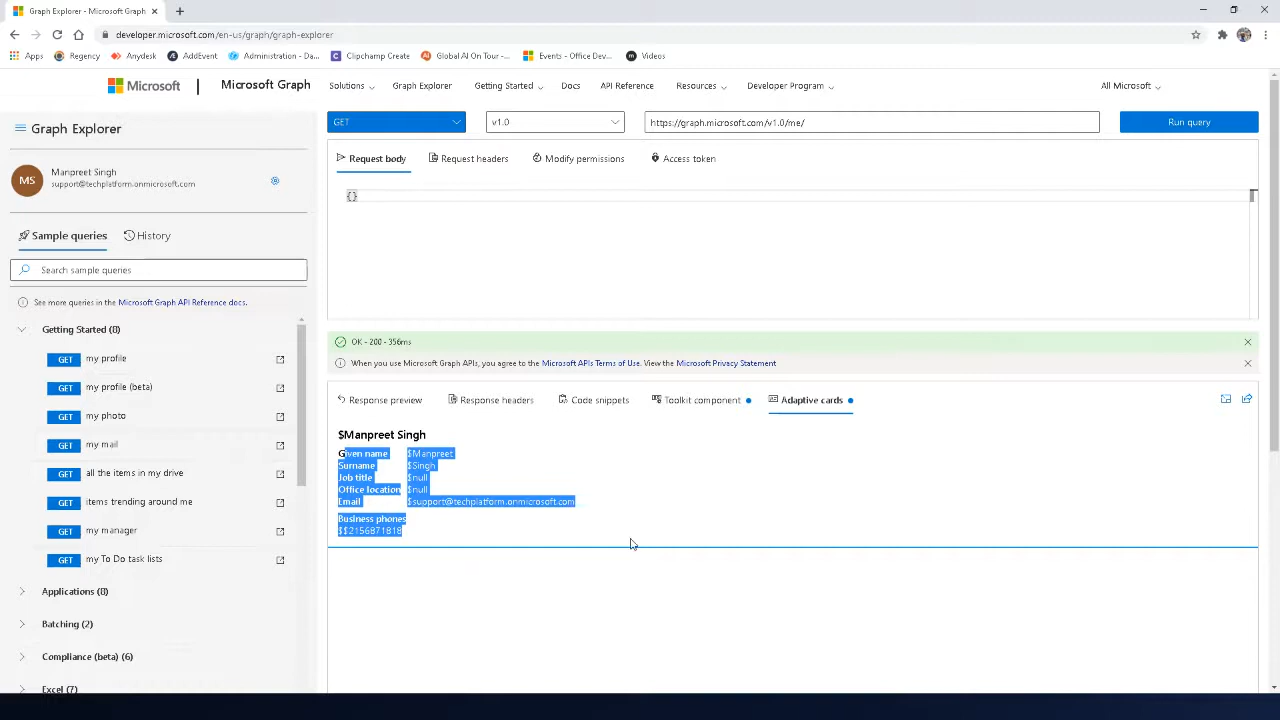 Graph Explorer - Microsoft Graph
developer.microsoft.com/en-us/graph/graph-explorer
Apps Regency Anydesk AddEvent Administration - Da... Clipchamp Create Global AI On Tour -... Events - Office Dev... Videos
Microsoft Microsoft Graph Solutions Graph Explorer Getting Started Docs API Reference Resources Developer Program All Microsoft
Graph Explorer
GET v1.0 https://graph.microsoft.com/v1.0/me/ Run query
Request body Request headers Modify permissions Access token
MS
Manpreet Singh
support@techplatform.onmicrosoft.com
{}
Sample queries History
Search sample queries
See more queries in the Microsoft Graph API Reference docs.
Getting Started (8)
GET my profile
GET my profile (beta)
GET my photo
GET my mail
GET all the items in my drive
GET items trending around me
GET my manager
GET my To Do task lists
Applications (8)
Batching (2)
Compliance (beta) (6)
Excel (7)
OK - 200 - 356ms
When you use Microsoft Graph APIs, you agree to the Microsoft APIs Terms of Use. View the Microsoft Privacy Statement
Response preview Response headers Code snippets Toolkit component Adaptive cards
$Manpreet Singh
Given name $Manpreet
Surname $Singh
Job title $null
Office location $null
Email $support@techplatform.onmicrosoft.com
Business phones
$$2156871818